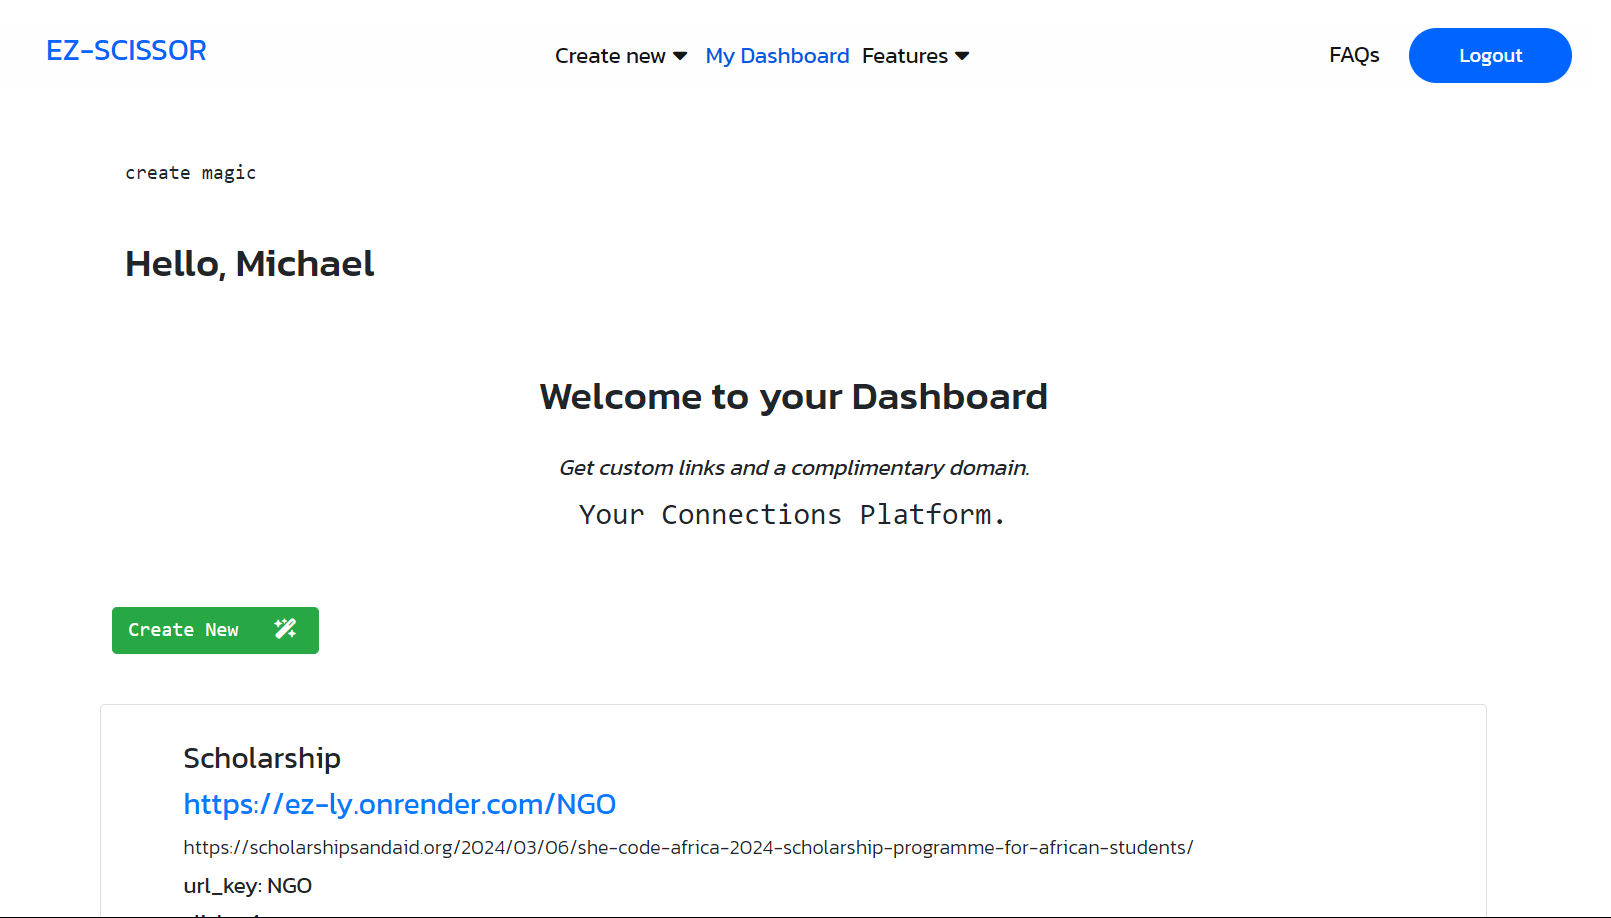 EZ-SCISSOR
Create new
My Dashboard
Features
FAQs
Logout
create magic
Hello, Michael
Welcome to your Dashboard
Get custom links and a complimentary domain.
Your Connections Platform.
Create New
Scholarship
https://ez-ly.onrender.com/NGO
https://scholarshipsandaid.org/2024/03/06/she-code-africa-2024-scholarship-programme-for-african-students/
url_key: NGO